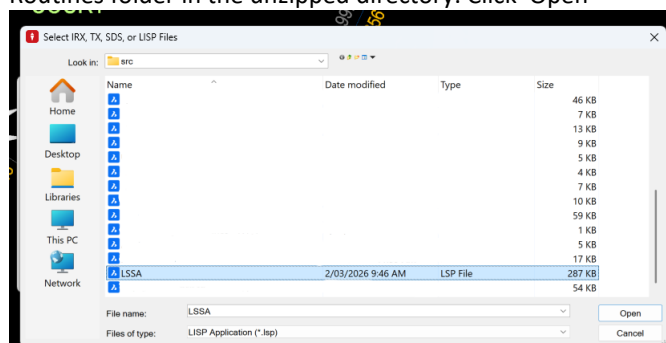 Routines folder in the unzipped directory. Click 'Open'
Select IRX, TX, SDS, or LISP Files
Look in: src
Name Date modified Type Size
46 KB
7 KB
13 KB
9 KB
5 KB
4 KB
7 KB
10 KB
59 KB
1 KB
5 KB
17 KB
LSSA 2/03/2026 9:46 AM LSP File 287 KB
54 KB
Home
Desktop
Libraries
This PC
Network
File name: LSSA Open
Files of type: LISP Application (*.lsp) Cancel